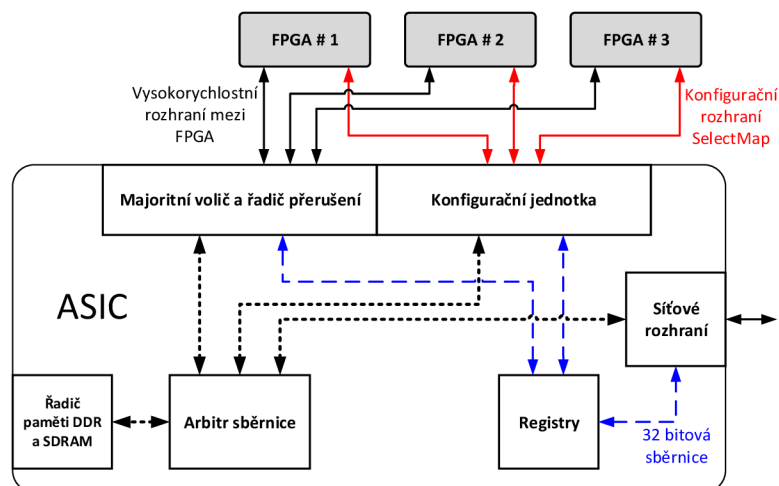 FPGA # 1
FPGA # 2
FPGA # 3
Vysokorychlostní
rozhraní mezi
FPGA
Konfigurační
rozhraní
SelectMap
Majoritní volič a řadič přerušení
Konfigurační jednotka
ASIC
Síťové
rozhraní
Řadič
paměti DDR
a SDRAM
Arbitr sběrnice
Registry
32 bitová
sběrnice